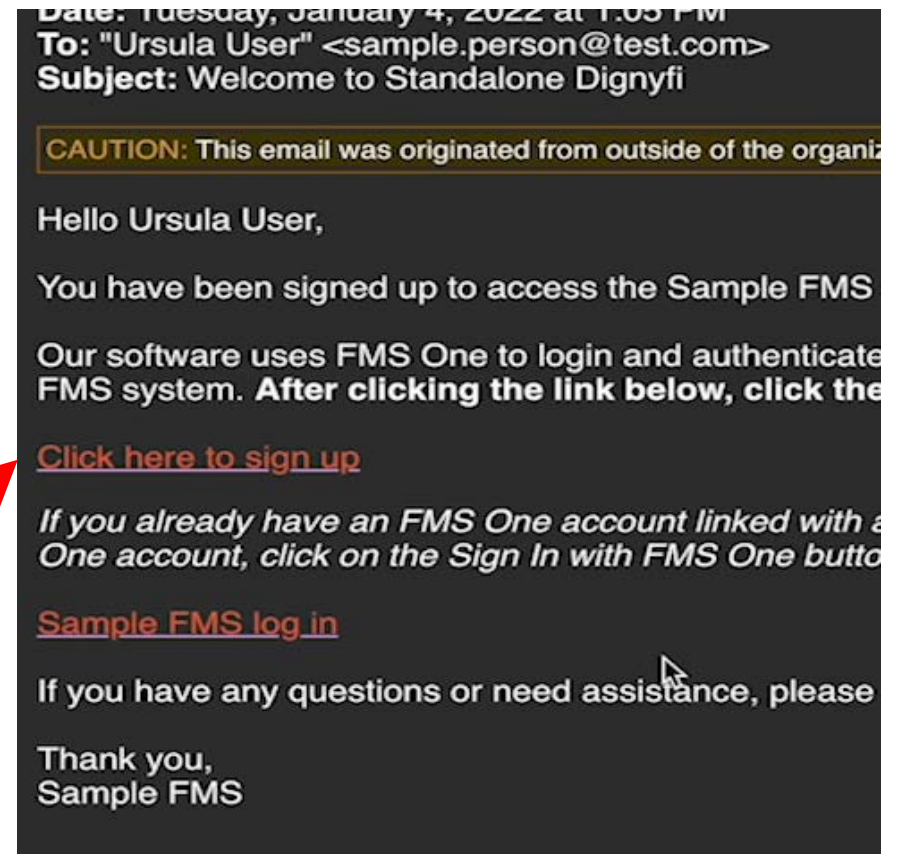 Date: Tuesday, January 4, 2022 at 1:05 PM
To: "Ursula User" <sample.person@test.com>
Subject: Welcome to Standalone Dignyfi
CAUTION: This email was originated from outside of the organiz
Hello Ursula User,
You have been signed up to access the Sample FMS
Our software uses FMS One to login and authenticate
FMS system. After clicking the link below, click the
Click here to sign up
If you already have an FMS One account linked with a
One account, click on the Sign In with FMS One butto
Sample FMS log in
If you have any questions or need assistance, please
Thank you,
Sample FMS